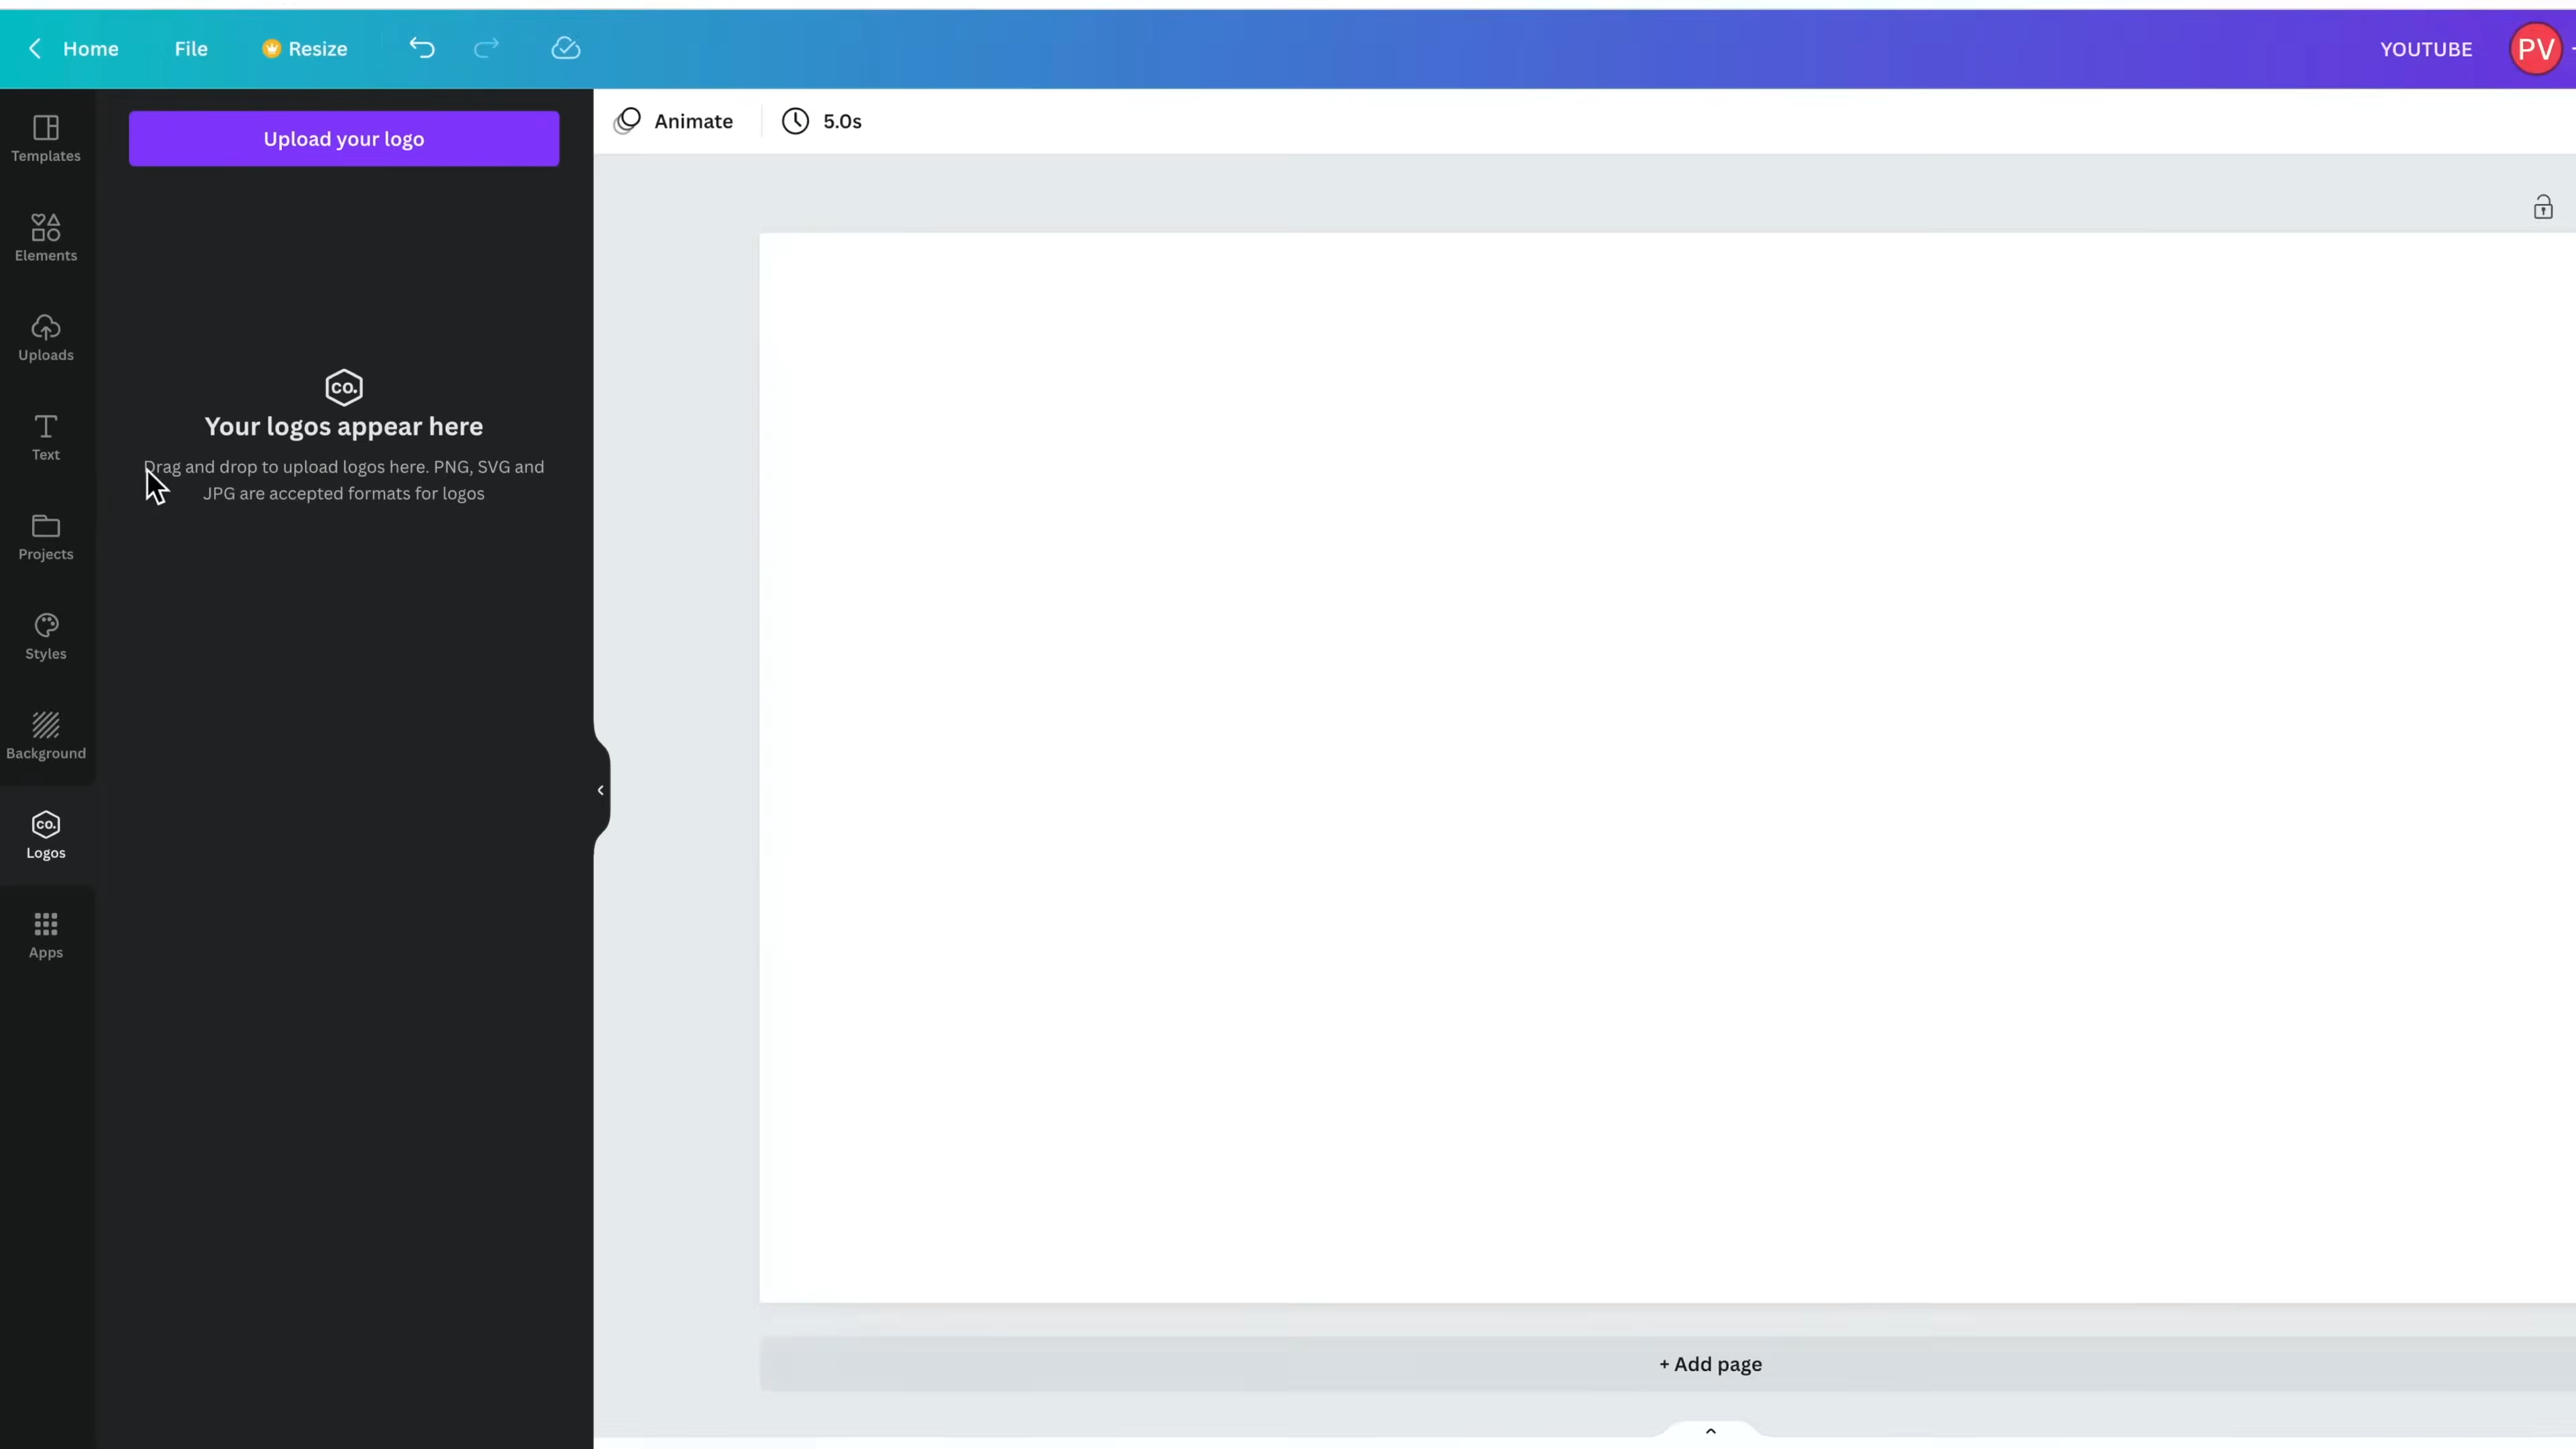 Home
File
Resize
YOUTUBE
PV
Templates
Elements
Uploads
Text
Projects
Styles
Background
CO.
Logos
Apps
Upload your logo
CO.
Your logos appear here
Drag and drop to upload logos here. PNG, SVG and
JPG are accepted formats for logos
Animate
5.0s
+ Add page